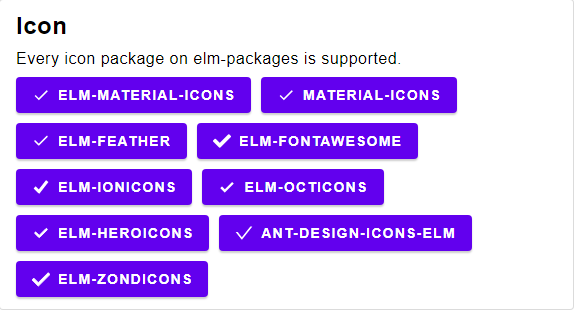 Icon
Every icon package on elm-packages is supported.
ELM-MATERIAL-ICONS MATERIAL-ICONS
ELM-FEATHER ELM-FONTAWESOME
ELM-IONICONS ELM-OCTICONS
ELM-HEROICONS ANT-DESIGN-ICONS-ELM
ELM-ZONDICONS